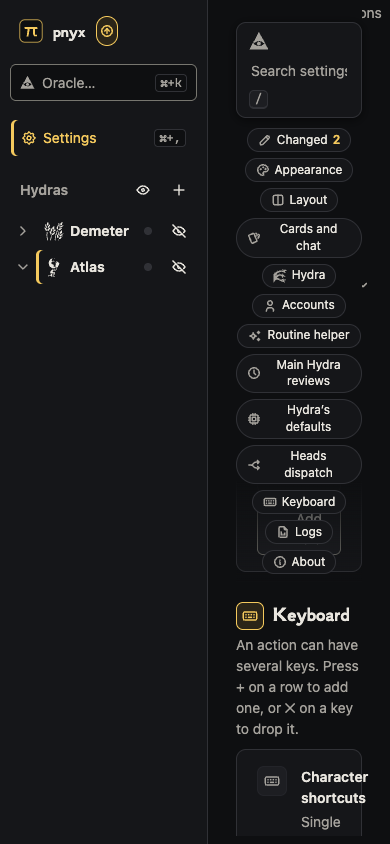 π pnyx
Oracle... ⌘+k
Settings ⌘+,
Hydras
Demeter
Atlas
ons
Search settings
/
Changed 2
Appearance
Layout
Cards and
chat
Hydra
Accounts
Routine helper
Main Hydra
reviews
Hydra's
defaults
Heads
dispatch
Keyboard
Add
Logs
About
Keyboard
An action can have
several keys. Press
+ on a row to add
one, or ✕ on a key
to drop it.
Character
shortcuts
Single